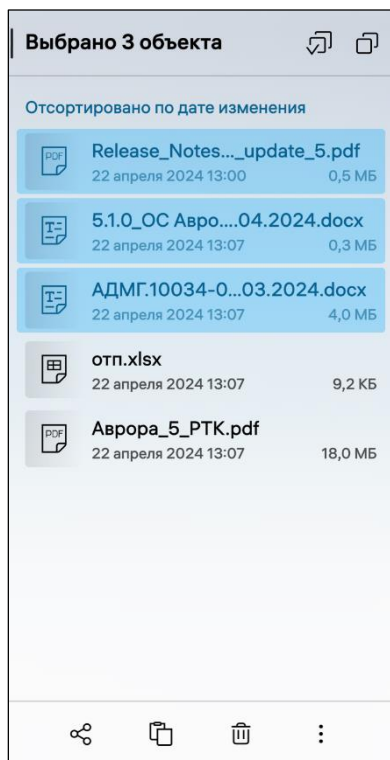 Выбрано 3 объекта
Отсортировано по дате изменения
PDF
Release_Notes..._update_5.pdf
22 апреля 2024 13:00 0,5 МБ
5.1.0_ОС Авро....04.2024.docx
22 апреля 2024 13:07 0,3 МБ
АДМГ.10034-0...03.2024.docx
22 апреля 2024 13:07 4,0 МБ
отп.xlsx
22 апреля 2024 13:07 9,2 КБ
PDF
Аврора_5_РТК.pdf
22 апреля 2024 13:07 18,0 МБ